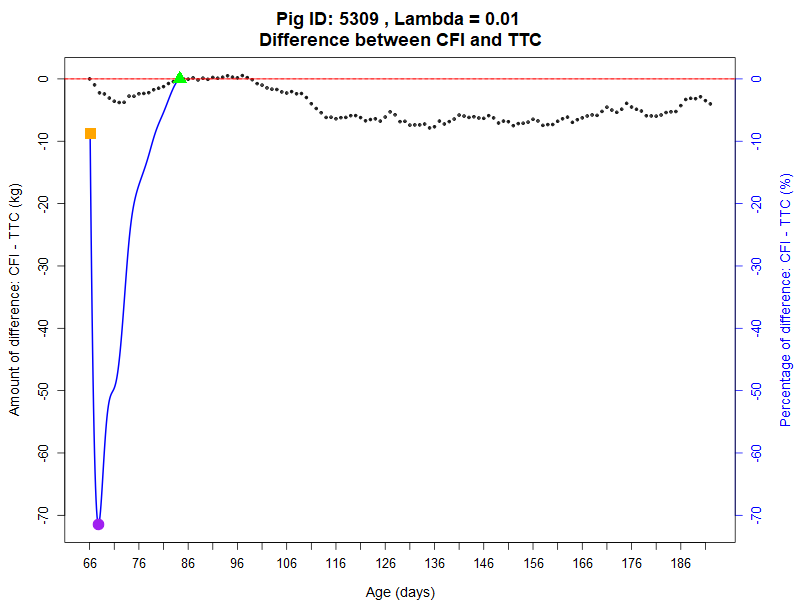 Pig ID: 5309 , Lambda = 0.01
Difference between CFI and TTC
Amount of difference: CFI - TTC (kg)
0
-10
-20
-30
-40
-50
-60
-70
0
-10
-20
-30
-40
-50
-60
-70
Percentage of difference: CFI - TTC (%)
66 76 86 96 106 116 126 136 146 156 166 176 186
Age (days)